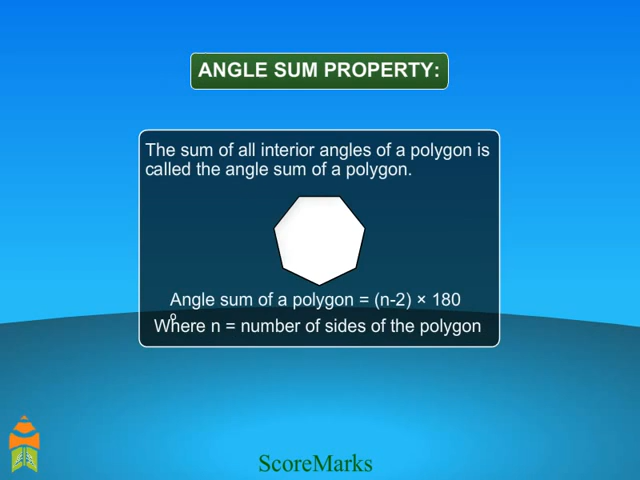 ANGLE SUM PROPERTY:
The sum of all interior angles of a polygon is
called the angle sum of a polygon.
Angle sum of a polygon = (n-2) × 180
o
Where n = number of sides of the polygon
ScoreMarks